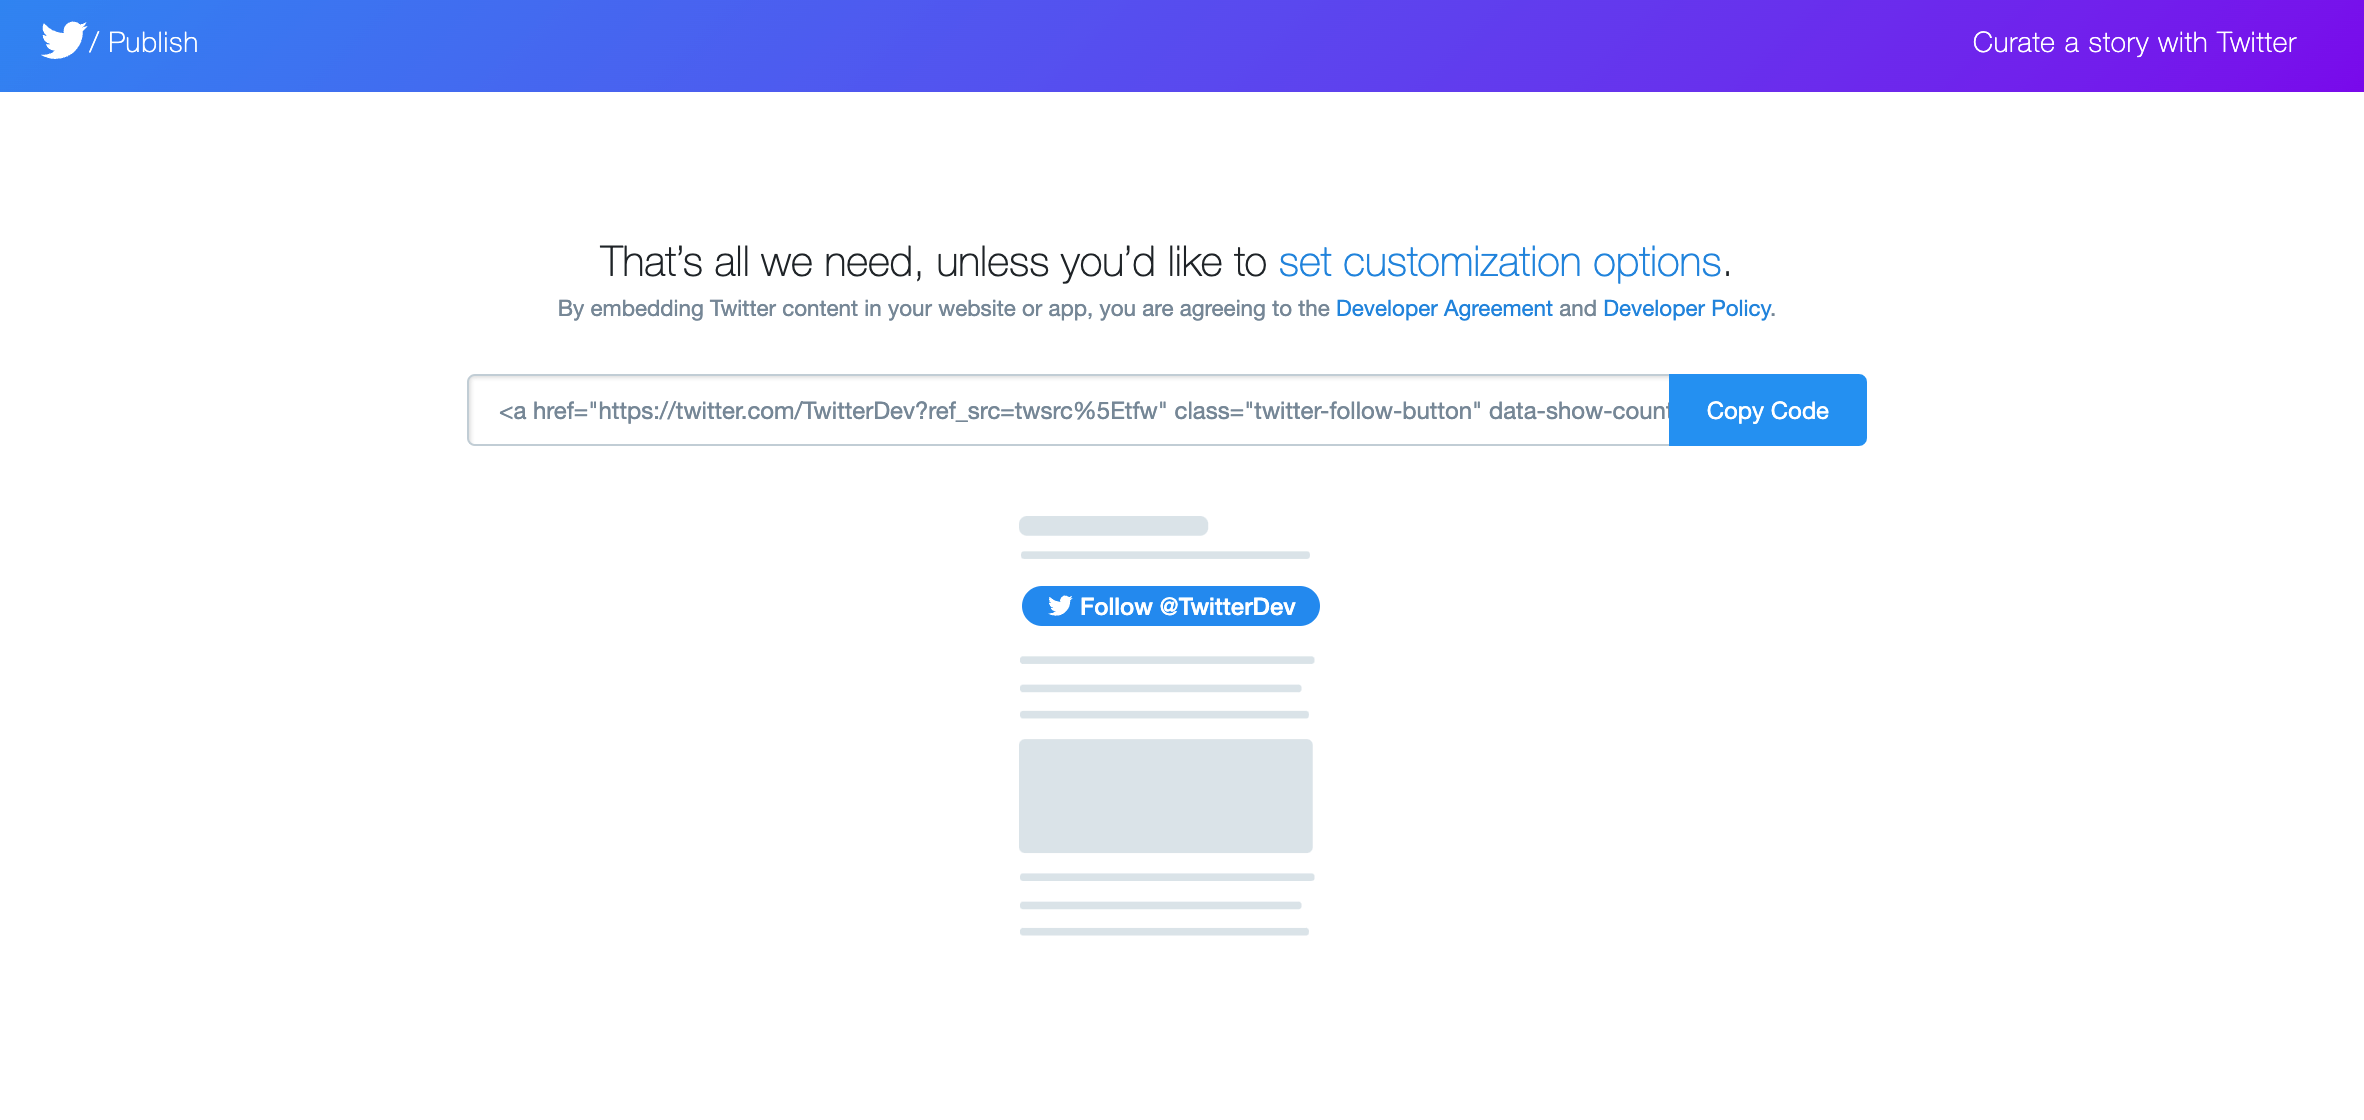 / Publish
Curate a story with Twitter
That’s all we need, unless you’d like to set customization options.
By embedding Twitter content in your website or app, you are agreeing to the Developer Agreement and Developer Policy.
<a href="https://twitter.com/TwitterDev?ref_src=twsrc%5Etfw" class="twitter-follow-button" data-show-count
Copy Code
Follow @TwitterDev